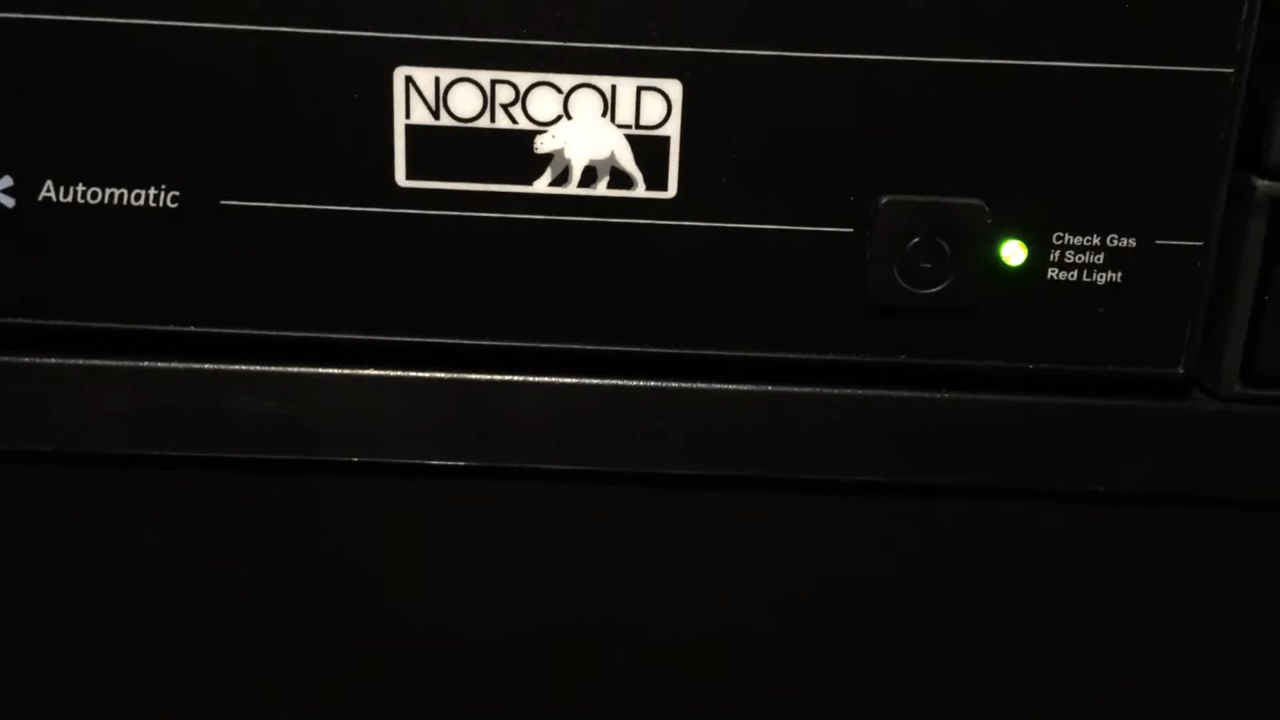 NORCOLD
Automatic
Check Gas
if Solid
Red Light